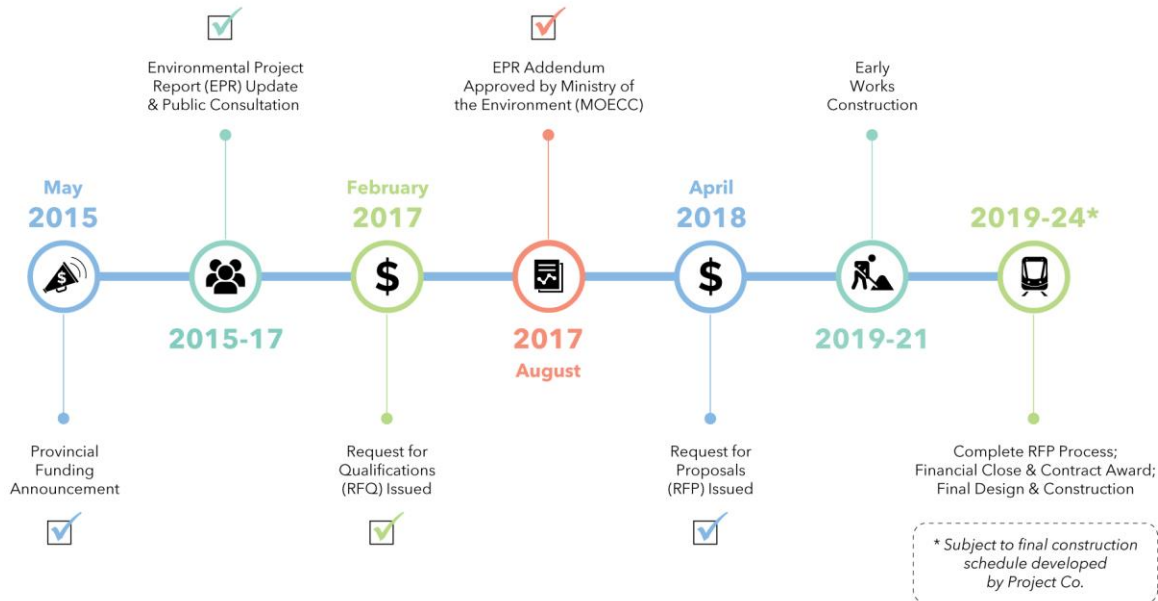 Environmental Project
Report (EPR) Update
& Public Consultation
EPR Addendum
Approved by Ministry of
the Environment (MOECC)
Early
Works
Construction
May
2015
February
2017
April
2018
2019-24*
$
$
$
2015-17
2017
August
2019-21
Provincial
Funding
Announcement
Request for
Qualifications
(RFQ) Issued
Request for
Proposals
(RFP) Issued
Complete RFP Process;
Financial Close & Contract Award;
Final Design & Construction
* Subject to final construction
schedule developed
by Project Co.